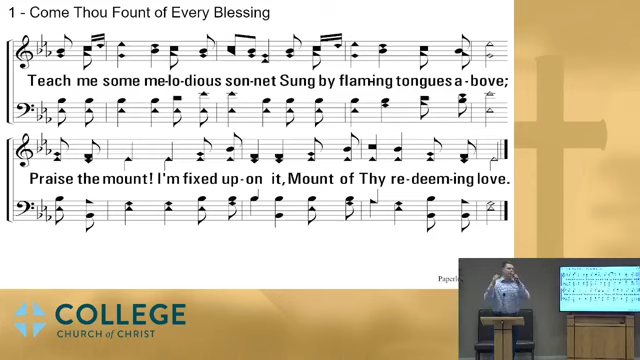 1 - Come Thou Fount of Every Blessing
Teach me some me-lo-dious son-net Sung by flam-ing tongues a-bove;
Praise the mount! I'm fixed up-on it, Mount of Thy re-deem-ing love.
COLLEGE
CHURCH of CHRIST